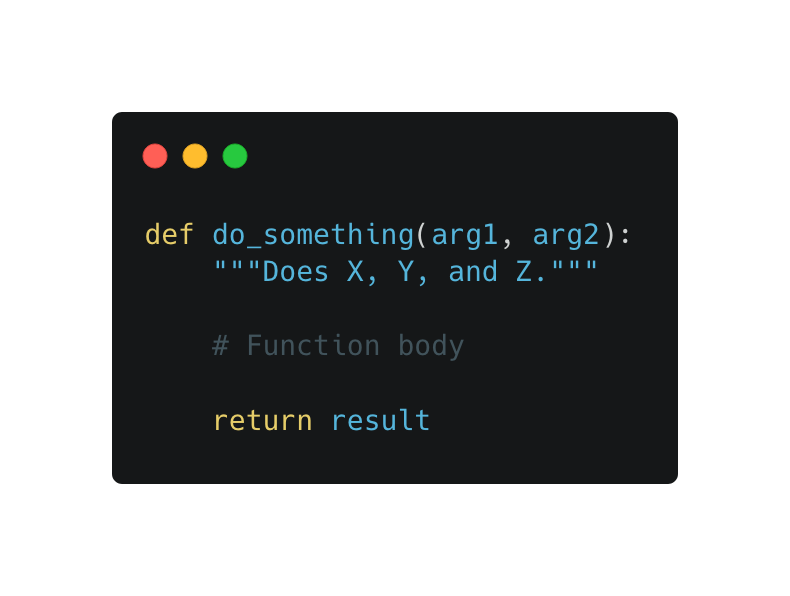 def do_something(arg1, arg2):
    """Does X, Y, and Z."""
    # Function body
    return result